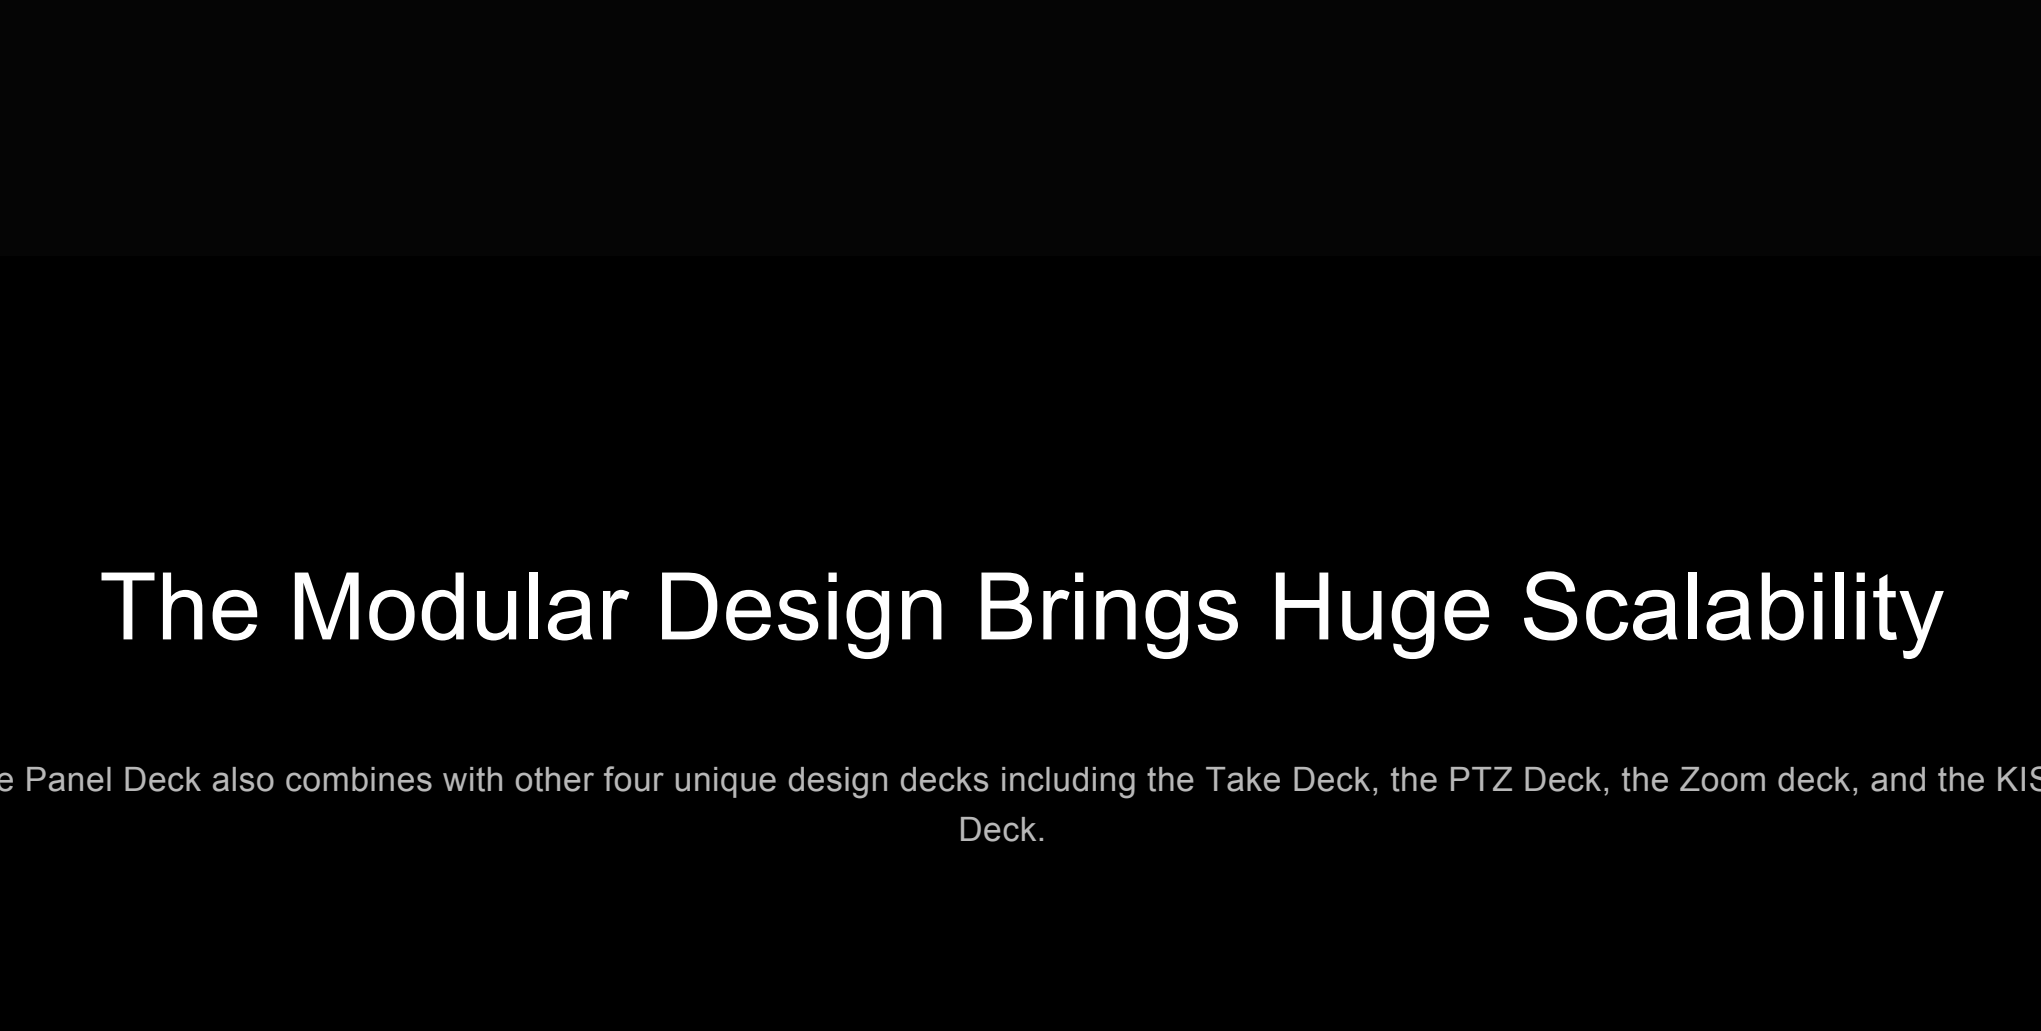 The Modular Design Brings Huge Scalability
Panel Deck also combines with other four unique design decks including the Take Deck, the PTZ Deck, the Zoom deck, and the
Deck.